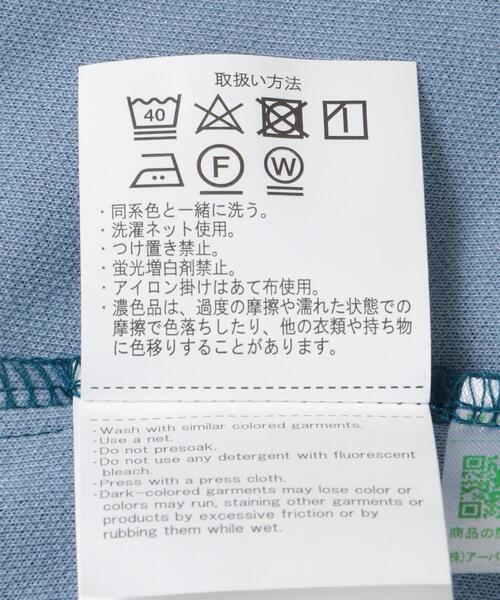 取扱い方法
40
F W
・同系色と一緒に洗う。
・洗濯ネット使用。
・つけ置き禁止。
・蛍光増白剤禁止。
・アイロン掛けはあて布使用。
・濃色品は、過度の摩擦や濡れた状態での
摩擦で色落ちしたり、他の衣類や持ち物
に色移りすることがあります。
・Wash with similar colored garments.
・Use a net.
・Do not presoak.
・Do not use any detergent with fluorescent
bleach.
・Press with a press cloth.
・Dark-colored garments may lose color or
colors may run, staining other garments or
products by excessive friction or by
rubbing them while wet.
商品の
株)アーバ